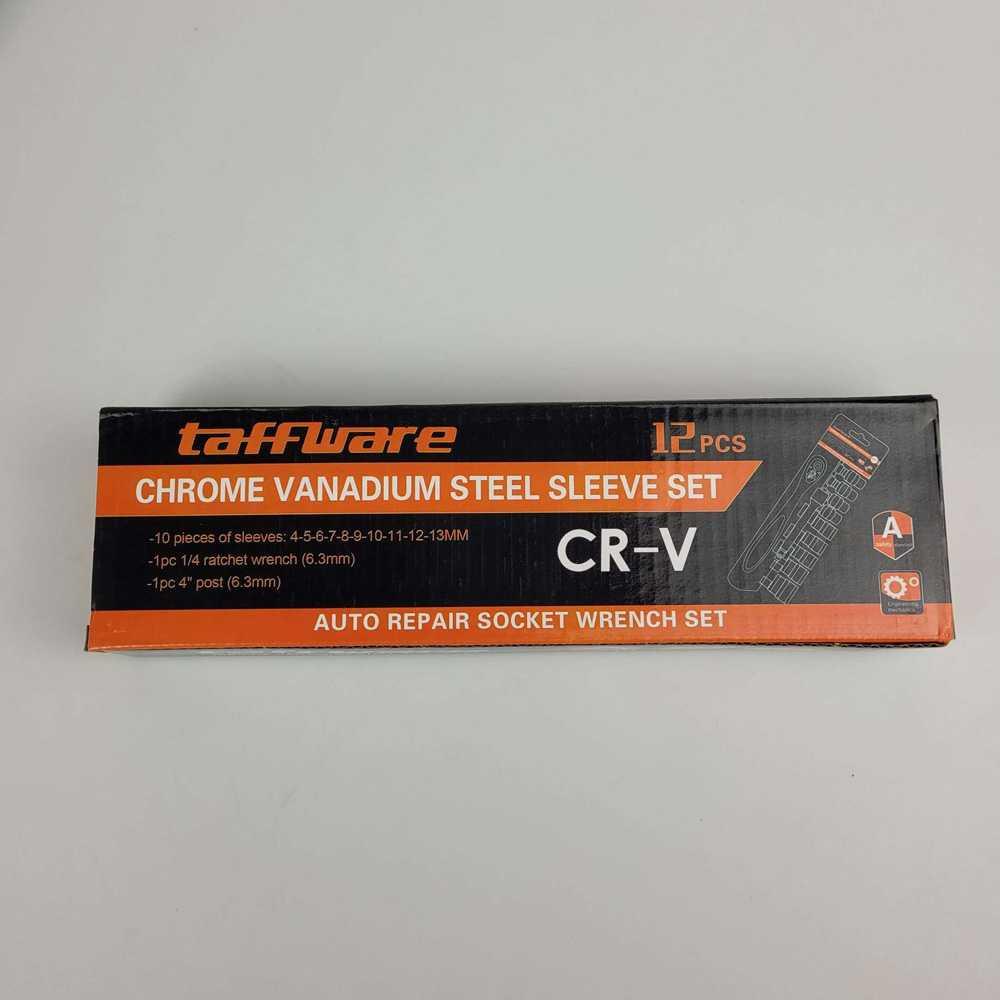 taffware
12 PCS
CHROME VANADIUM STEEL SLEEVE SET
-10 pieces of sleeves: 4-5-6-7-8-9-10-11-12-13MM
-1pc 1/4 ratchet wrench (6.3mm)
-1pc 4" post (6.3mm)
CR-V
A
Engineering
mechanics
AUTO REPAIR SOCKET WRENCH SET